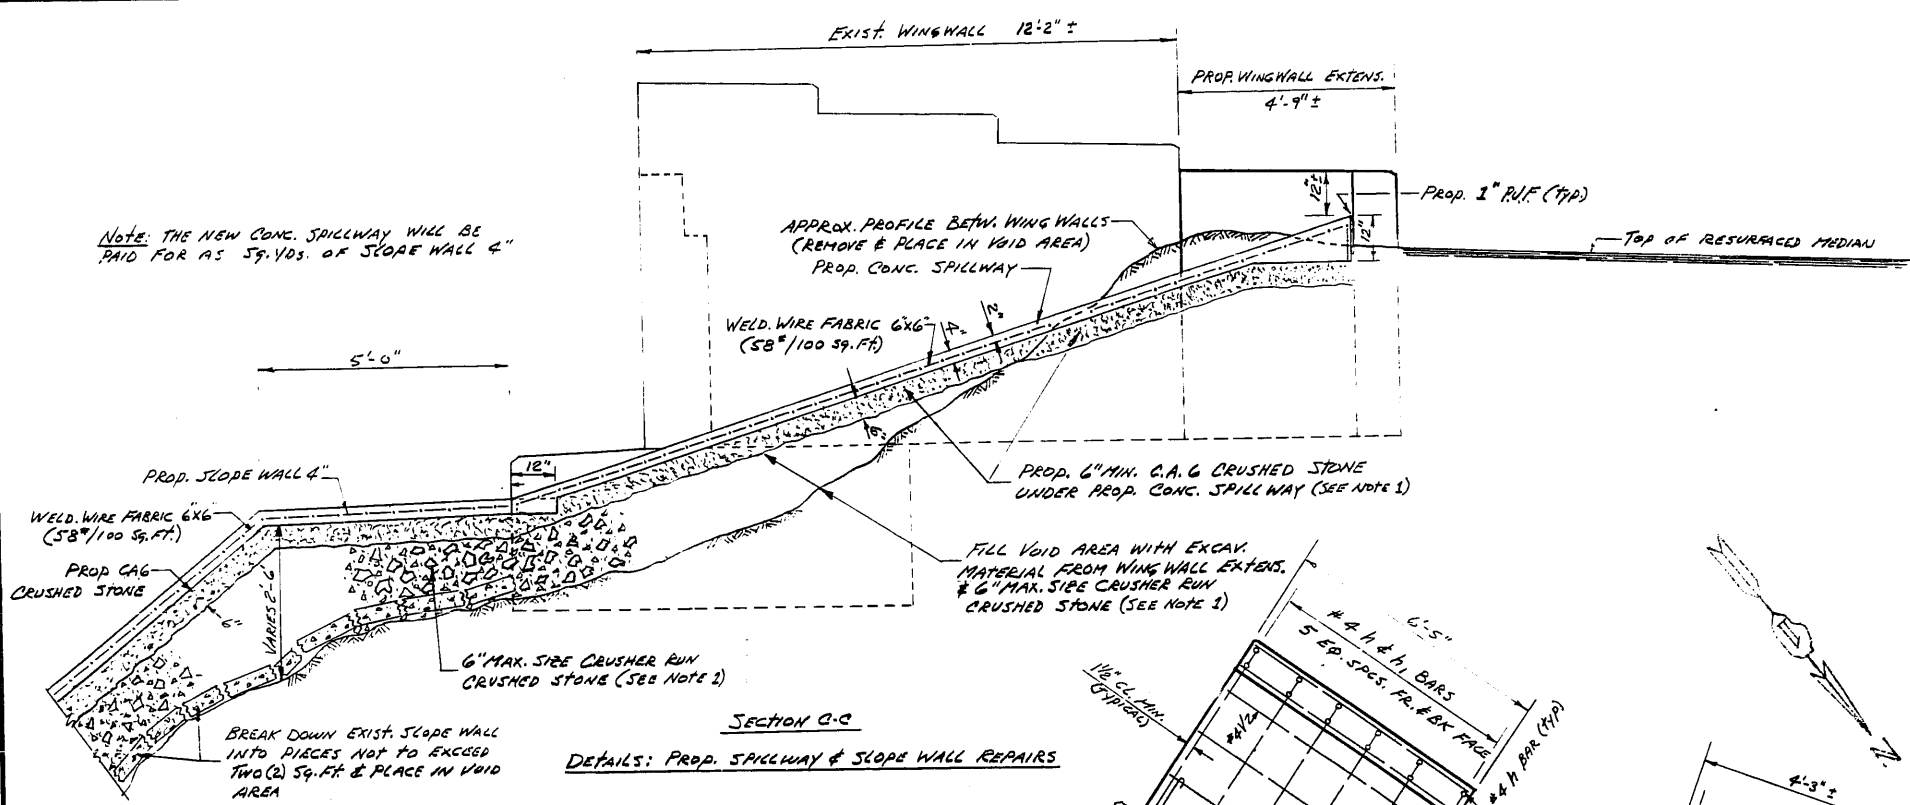 EXIST. WINGWALL 12'-2" ±
PROP. WINGWALL EXTENS.
4'-9" ±
NOTE: THE NEW CONC. SPILLWAY WILL BE
PAID FOR AS SQ. YDS. OF SLOPE WALL 4"
APPROX. PROFILE BETW. WING WALLS
(REMOVE & PLACE IN VOID AREA)
PROP. CONC. SPILLWAY
12"±
PROP. 1" P.J.F. (TYP.)
12"
TOP OF RESURFACED MEDIAN
WELD. WIRE FABRIC 6"X6"
(58#/100 SQ. FT.)
4"
2"
5'-0"
6"
12"
PROP. SLOPE WALL 4"
WELD. WIRE FABRIC 6X6
(58#/100 SQ. FT.)
PROP CA6
CRUSHED STONE
6"
VARIES 2'-6
PROP. 6" MIN. C.A. 6 CRUSHED STONE
UNDER PROP. CONC. SPILLWAY (SEE NOTE 1)
FILL VOID AREA WITH EXCAV.
MATERIAL FROM WING WALL EXTENS.
& 6" MAX. SIZE CRUSHER RUN
CRUSHED STONE (SEE NOTE 1)
6" MAX. SIZE CRUSHER RUN
CRUSHED STONE (SEE NOTE 2)
BREAK DOWN EXIST. SLOPE WALL
INTO PIECES NOT TO EXCEED
TWO (2) SQ. FT. & PLACE IN VOID
AREA
SECTION C-C
DETAILS: PROP. SPILLWAY & SLOPE WALL REPAIRS
6'-5"
#4 h & h1 BARS
5 EQ. SPCS. FR. & BK FACE
1½" CL. MIN.
(TYPICAL)
#4 h BAR (TYP)
4'-3" ±
N